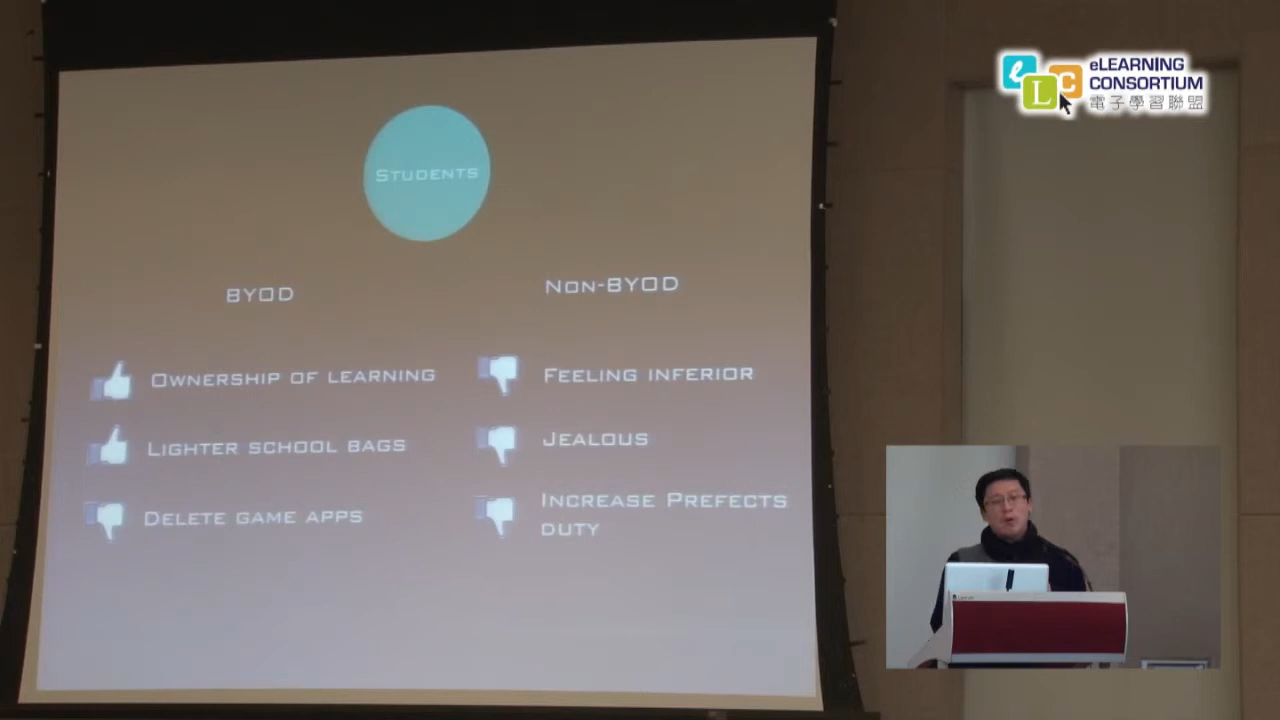 eLEARNING
CONSORTIUM
電子學習聯盟
eLC
STUDENTS
BYOD
NON-BYOD
OWNERSHIP OF LEARNING
FEELING INFERIOR
LIGHTER SCHOOL BAGS
JEALOUS
DELETE GAME APPS
INCREASE PREFECTS
DUTY